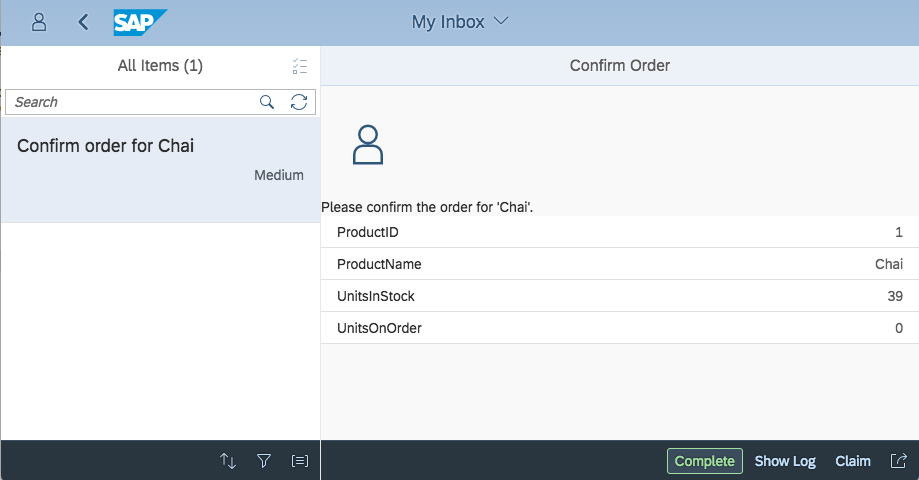 SAP
My Inbox
All Items (1)
Search
Confirm order for Chai
Medium
Confirm Order
Please confirm the order for 'Chai'.
ProductID 1
ProductName Chai
UnitsInStock 39
UnitsOnOrder 0
Complete Show Log Claim